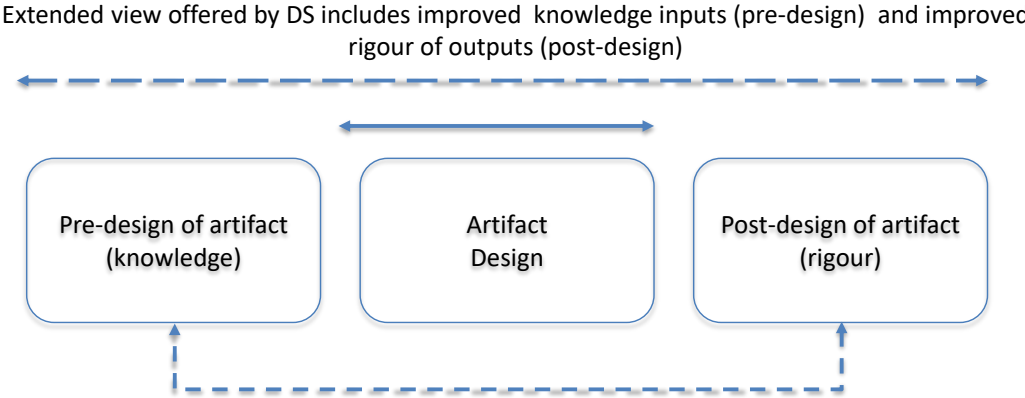 Extended view offered by DS includes improved knowledge inputs (pre-design) and improved
rigour of outputs (post-design)
Pre-design of artifact
(knowledge)
Artifact
Design
Post-design of artifact
(rigour)